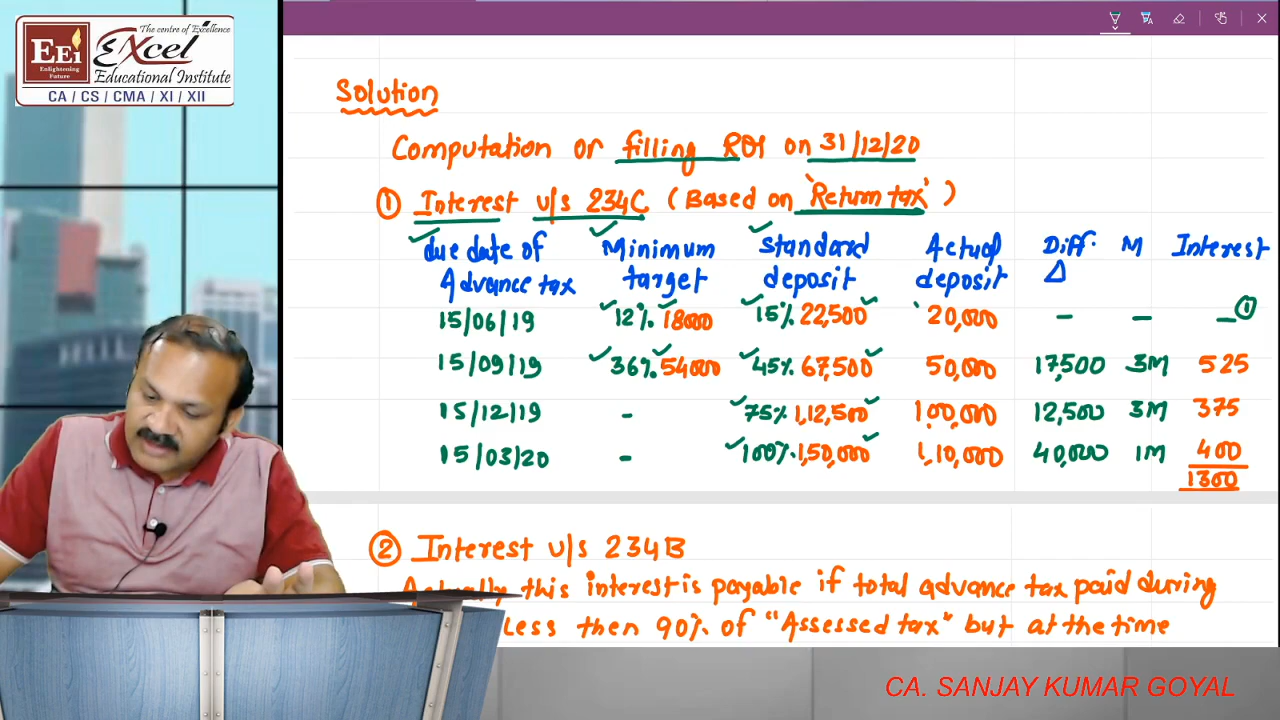 The centre of Excellence
EEi
Enlightening
Future
EXcel
Educational Institute
CA / CS / CMA / XI / XII
Solution
Computation or filling ROI on 31/12/20
① Interest u/s 234C (Based on 'Return tax')
due date of Advance tax Minimum target standard deposit Actual deposit Diff. Δ M Interest
15/06/19 12% 18000 15% 22,500 20,000 – – – ①
15/09/19 36% 54000 45% 67,500 50,000 17,500 3M 525
15/12/19 - 75% 1,12,500 1,00,000 12,500 3M 375
15/03/20 - 100% 1,50,000 1,10,000 40,000 1M 400
1300
② Interest u/s 234B
Actually this interest is payable if total advance tax paid during
Less then 90% of "Assessed tax" but at the time
CA. SANJAY KUMAR GOYAL